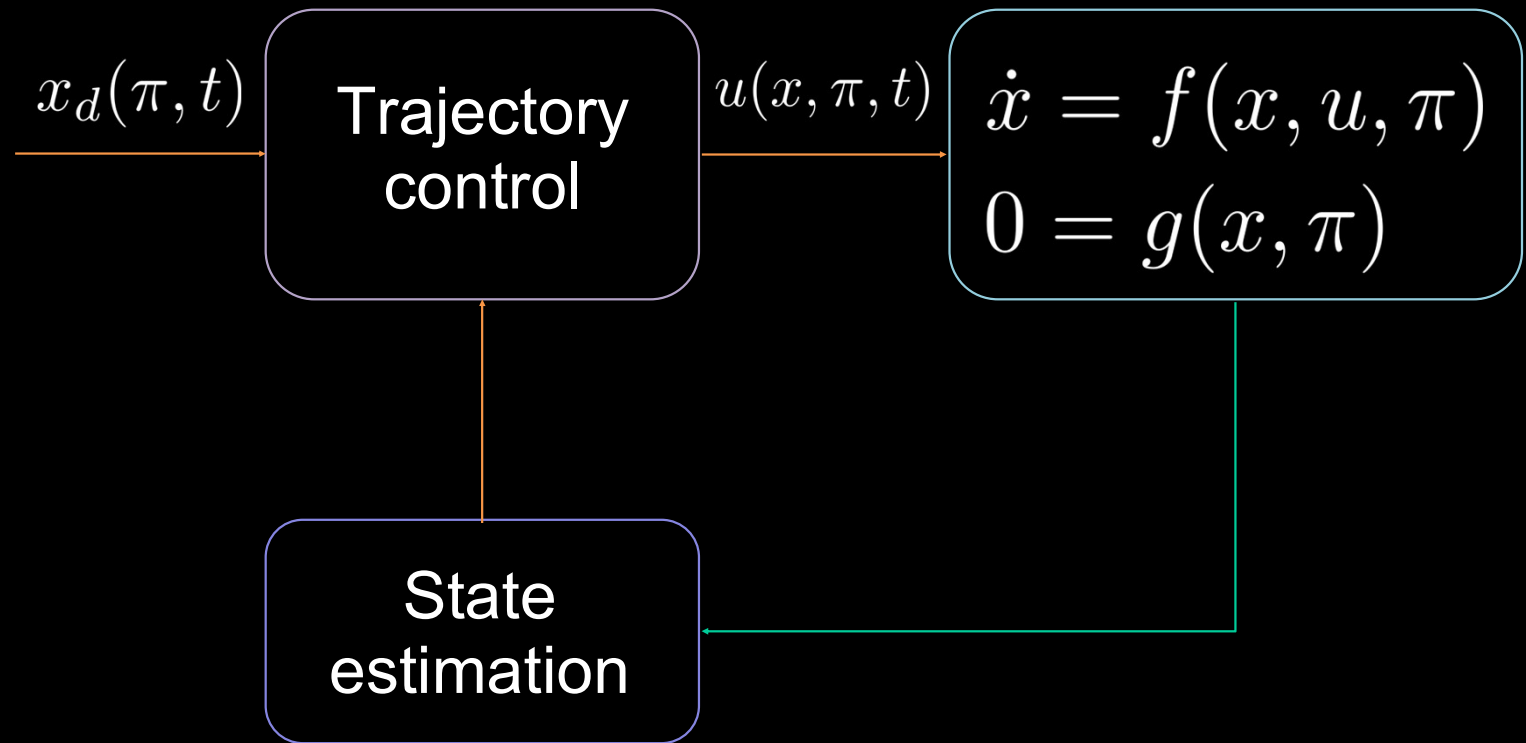 x_d(π, t)
Trajectory
control
u(x, π, t)
ẋ = f(x, u, π)
0 = g(x, π)
State
estimation